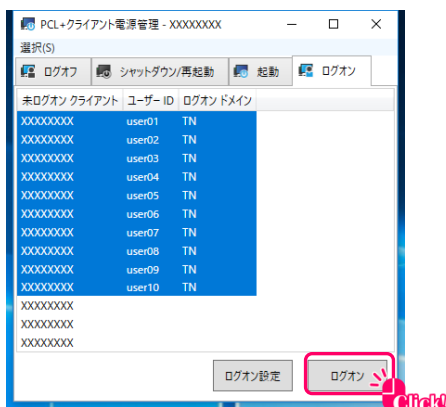 PCL+クライアント電源管理 - XXXXXXXX
選択(S)
ログオフ シャットダウン/再起動 起動 ログオン
未ログオン クライアント ユーザー ID ログオンドメイン
XXXXXXXX user01 TN
XXXXXXXX user02 TN
XXXXXXXX user03 TN
XXXXXXXX user04 TN
XXXXXXXX user05 TN
XXXXXXXX user06 TN
XXXXXXXX user07 TN
XXXXXXXX user08 TN
XXXXXXXX user09 TN
XXXXXXXX user10 TN
XXXXXXXX
XXXXXXXX
XXXXXXXX
ログオン設定 ログオン
Click!